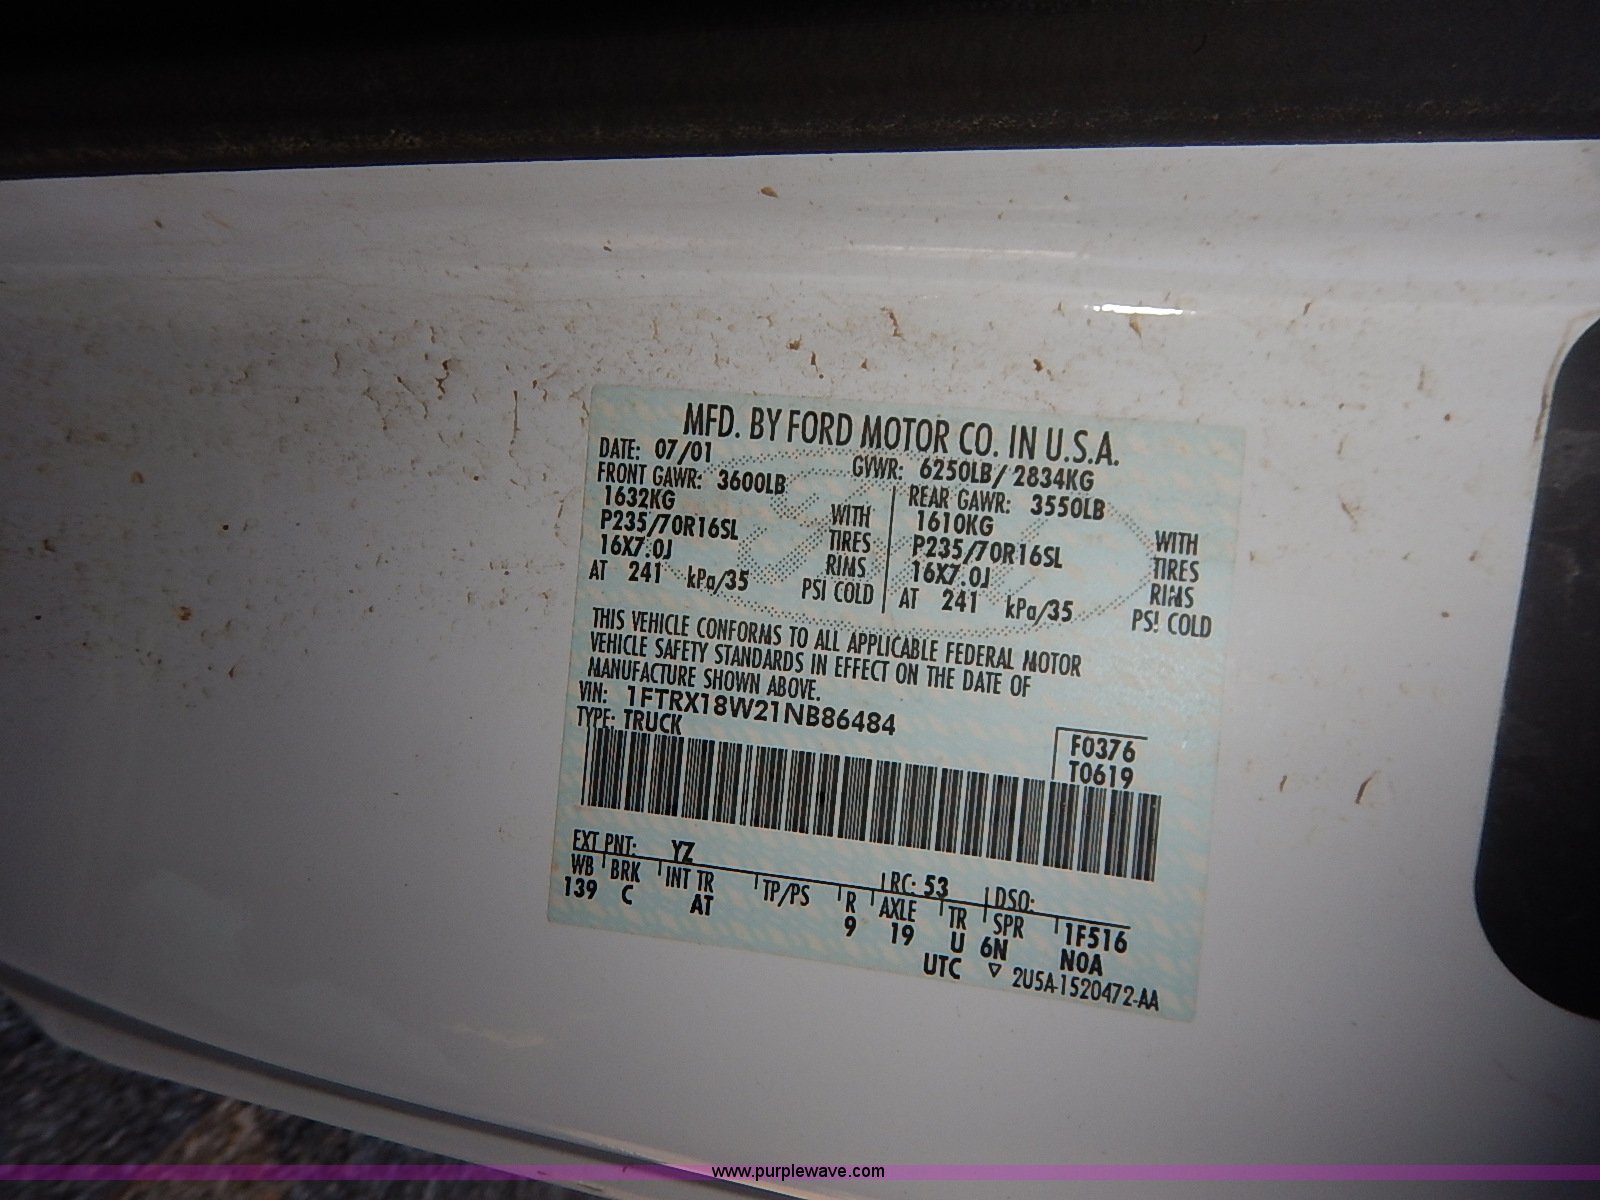 MFD. BY FORD MOTOR CO. IN U.S.A.
DATE: 07/01 GVWR: 6250LB/ 2834KG
FRONT GAWR: 3600LB REAR GAWR: 3550LB
1632KG WITH 1610KG WITH
P235/70R16SL TIRES P235/70R16SL TIRES
16X7.0J RIMS 16X7.0J RIMS
AT 241 kPa/35 PSI COLD AT 241 kPa/35 PSI COLD
THIS VEHICLE CONFORMS TO ALL APPLICABLE FEDERAL MOTOR
VEHICLE SAFETY STANDARDS IN EFFECT ON THE DATE OF
MANUFACTURE SHOWN ABOVE.
VIN: 1FTRX18W21NB86484
TYPE: TRUCK
F0376
T0619
EXT PNT: YZ RC: 53 DSO:
WB BRK INT TR TP/PS R AXLE TR SPR 1F516
139 C AT 9 19 U 6N NOA
UTC ▽ 2U5A-1520472-AA
www.purplewave.com